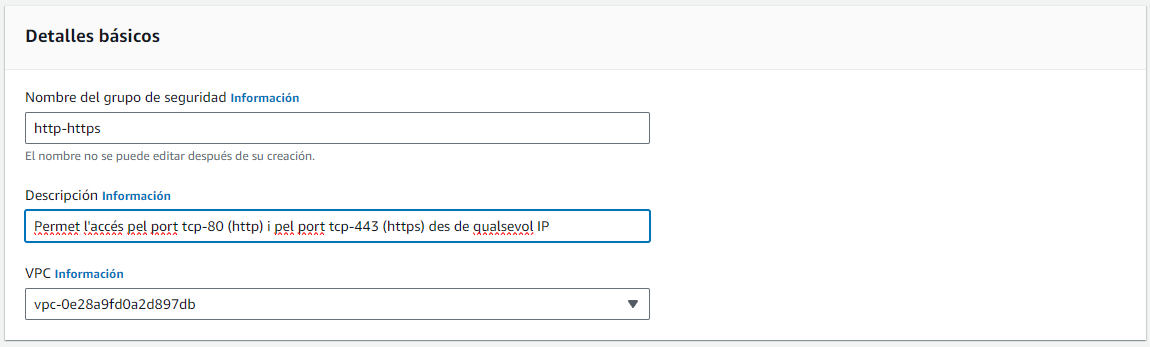 Detalles básicos
Nombre del grupo de seguridad Información
http-https
El nombre no se puede editar después de su creación.
Descripción Información
Permet l'accés pel port tcp-80 (http) i pel port tcp-443 (https) des de qualsevol IP
VPC Información
vpc-0e28a9fd0a2d897db